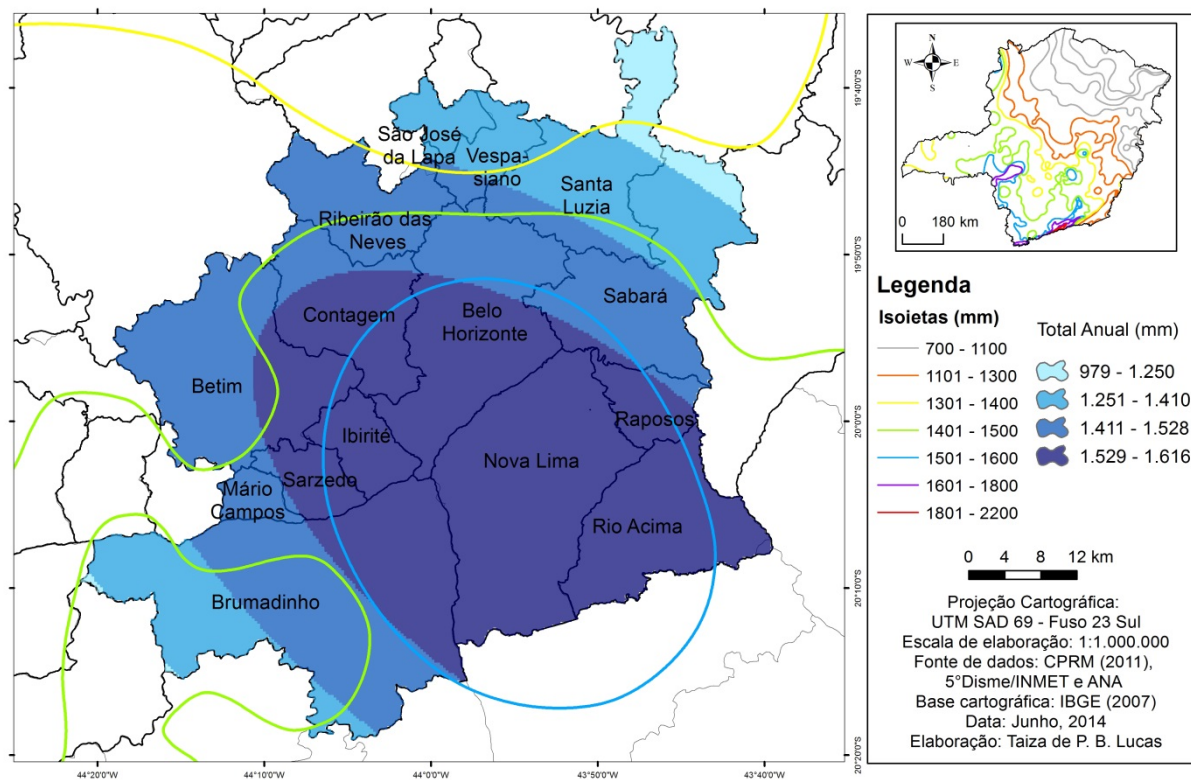 São José
da Lapa
Vespa-
siano
Santa
Luzia
Ribeirão das
Neves
Contagem
Belo
Horizonte
Sabará
Betim
Raposos
Ibirité
Nova Lima
Sarzedo
Mário
Campos
Rio Acima
Brumadinho
19°40'0"S
19°50'0"S
20°0'0"S
20°10'0"S
20°20'0"S
44°20'0"W
44°10'0"W
44°0'0"W
43°50'0"W
43°40'0"W
N
W
E
S
0 180 km
Legenda
Isoietas (mm)
700 - 1100
1101 - 1300
1301 - 1400
1401 - 1500
1501 - 1600
1601 - 1800
1801 - 2200
Total Anual (mm)
979 - 1.250
1.251 - 1.410
1.411 - 1.528
1.529 - 1.616
0 4 8 12 km
Projeção Cartográfica:
UTM SAD 69 - Fuso 23 Sul
Escala de elaboração: 1:1.000.000
Fonte de dados: CPRM (2011),
5°Disme/INMET e ANA
Base cartográfica: IBGE (2007)
Data: Junho, 2014
Elaboração: Taiza de P. B. Lucas